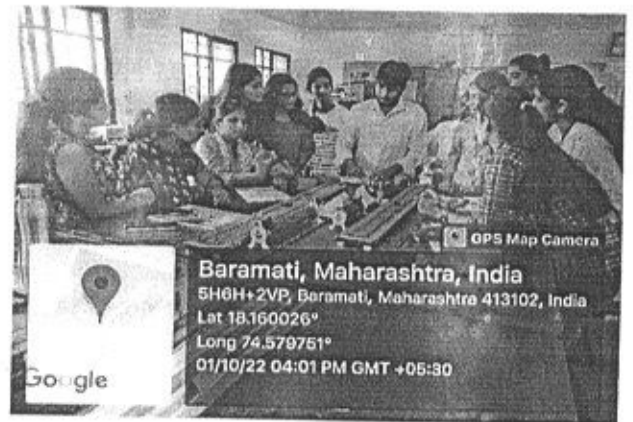 GPS Map Camera
Baramati, Maharashtra, India
5H6H+2VP, Baramati, Maharashtra 413102, India
Lat 18.160026°
Long 74.579751°
01/10/22 04:01 PM GMT +05:30
Google